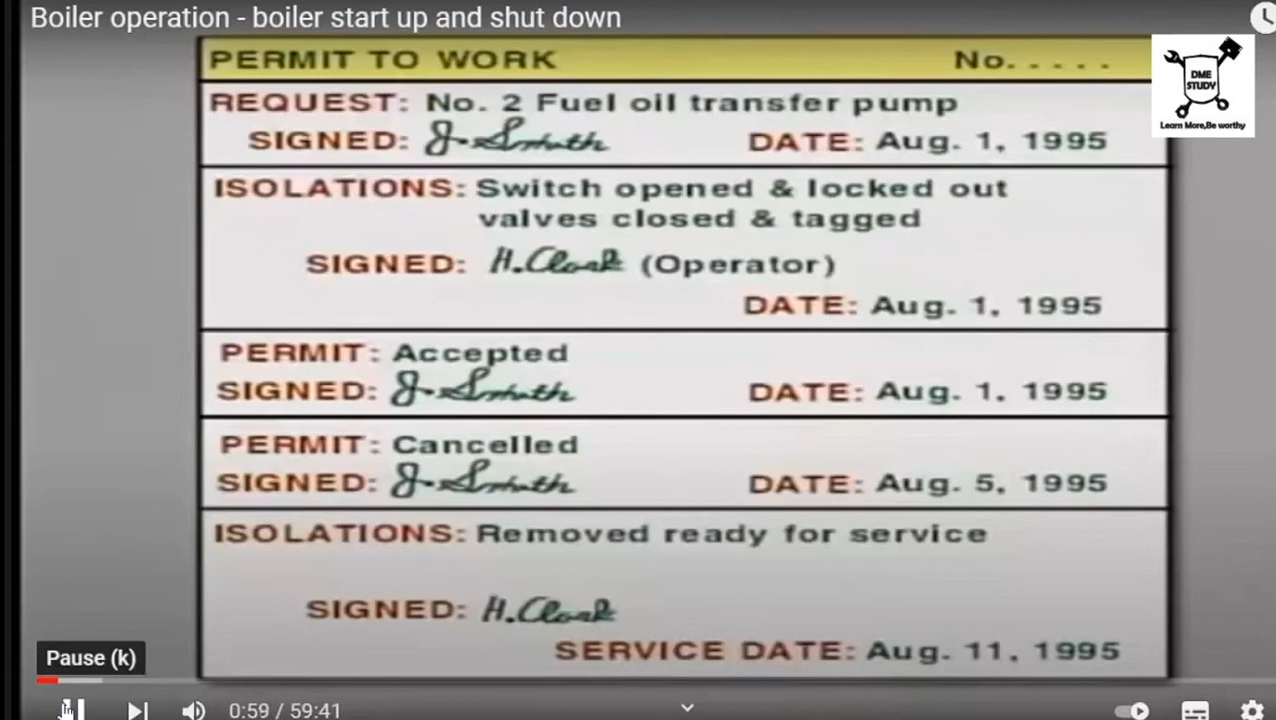 Boiler operation - boiler start up and shut down
PERMIT TO WORK No. . . . .
DME
STUDY
Learn More,Be worthy
REQUEST: No. 2 Fuel oil transfer pump
SIGNED: J. Smith DATE: Aug. 1, 1995
ISOLATIONS: Switch opened & locked out
valves closed & tagged
SIGNED: H. Clark (Operator)
DATE: Aug. 1, 1995
PERMIT: Accepted
SIGNED: J. Smith DATE: Aug. 1, 1995
PERMIT: Cancelled
SIGNED: J. Smith DATE: Aug. 5, 1995
ISOLATIONS: Removed ready for service
SIGNED: H. Clark
SERVICE DATE: Aug. 11, 1995
Pause (k)
0:59 / 59:41